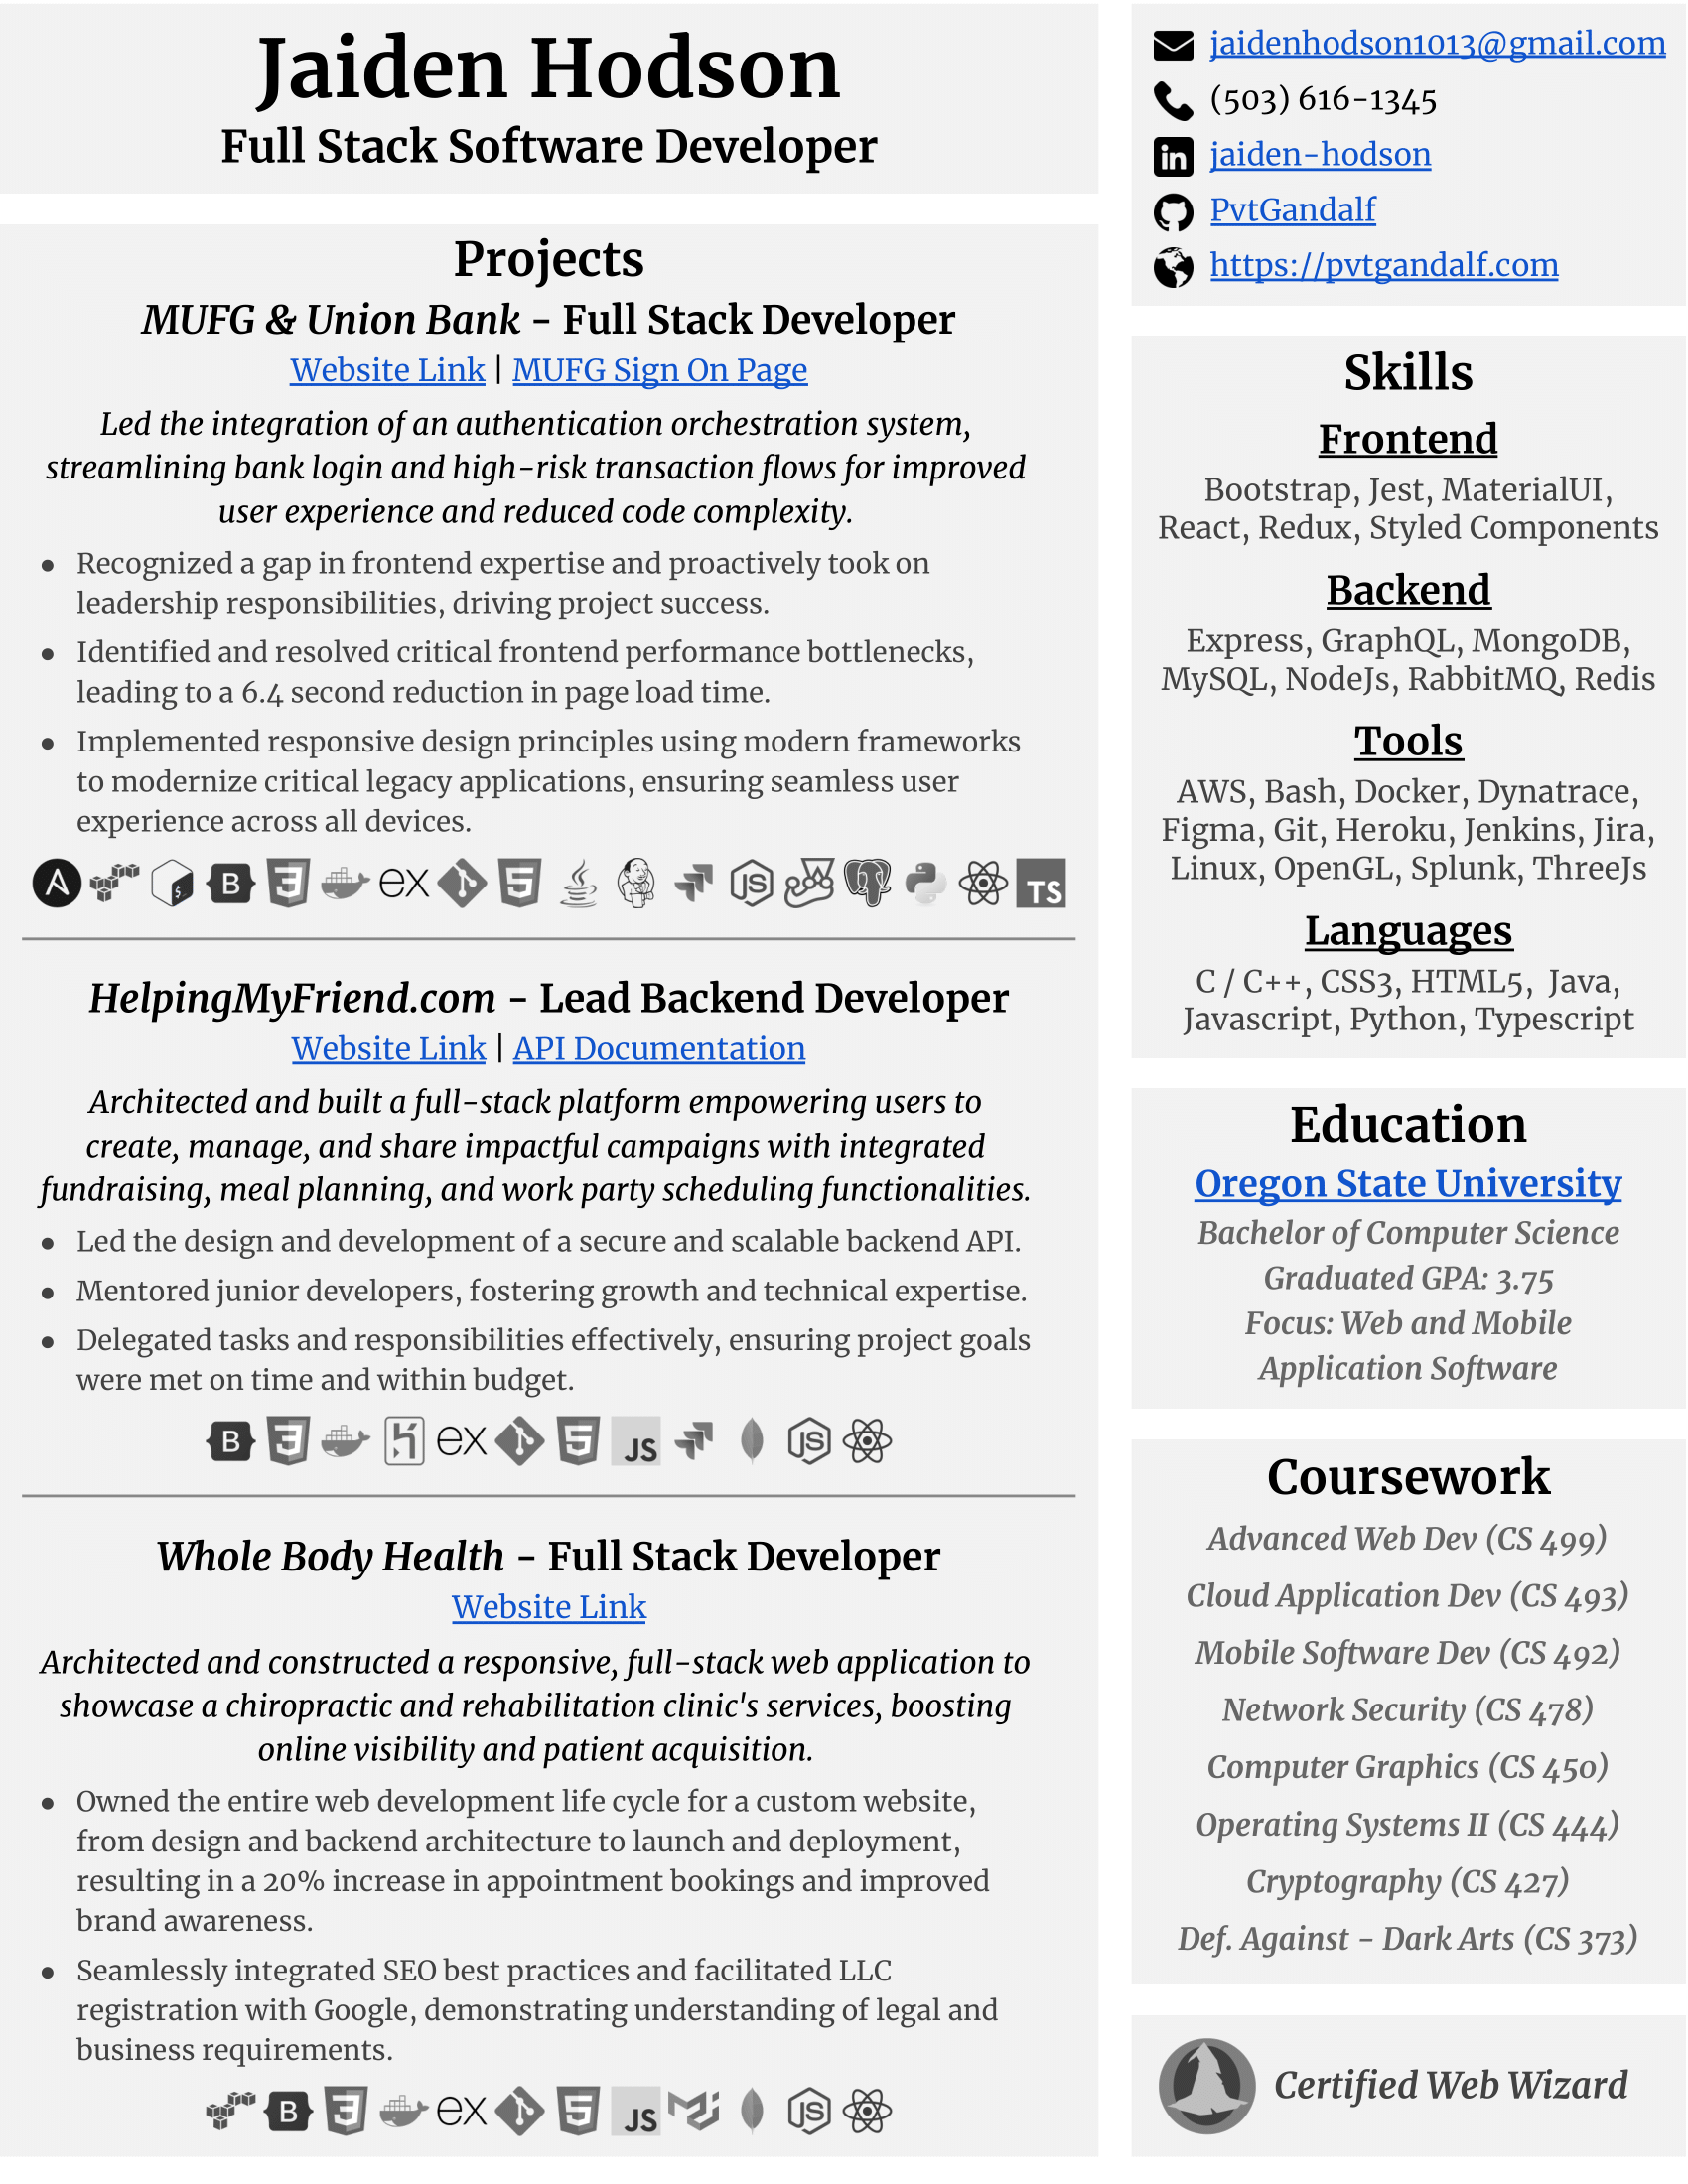 Jaiden Hodson
Full Stack Software Developer
Projects
MUFG & Union Bank - Full Stack Developer
Website Link | MUFG Sign On Page
Led the integration of an authentication orchestration system,
streamlining bank login and high-risk transaction flows for improved
user experience and reduced code complexity.
● Recognized a gap in frontend expertise and proactively took on
leadership responsibilities, driving project success.
● Identified and resolved critical frontend performance bottlenecks,
leading to a 6.4 second reduction in page load time.
● Implemented responsive design principles using modern frameworks
to modernize critical legacy applications, ensuring seamless user
experience across all devices.
A $ B 3 ex 5 JS TS
HelpingMyFriend.com - Lead Backend Developer
Website Link | API Documentation
Architected and built a full-stack platform empowering users to
create, manage, and share impactful campaigns with integrated
fundraising, meal planning, and work party scheduling functionalities.
● Led the design and development of a secure and scalable backend API.
● Mentored junior developers, fostering growth and technical expertise.
● Delegated tasks and responsibilities effectively, ensuring project goals
were met on time and within budget.
B 3 ex 5 JS JS
Whole Body Health - Full Stack Developer
Website Link
Architected and constructed a responsive, full-stack web application to
showcase a chiropractic and rehabilitation clinic's services, boosting
online visibility and patient acquisition.
● Owned the entire web development life cycle for a custom website,
from design and backend architecture to launch and deployment,
resulting in a 20% increase in appointment bookings and improved
brand awareness.
● Seamlessly integrated SEO best practices and facilitated LLC
registration with Google, demonstrating understanding of legal and
business requirements.
B 3 ex 5 JS JS
jaidenhodson1013@gmail.com
(503) 616-1345
in jaiden-hodson
PvtGandalf
https://pvtgandalf.com
Skills
Frontend
Bootstrap, Jest, MaterialUI,
React, Redux, Styled Components
Backend
Express, GraphQL, MongoDB,
MySQL, NodeJs, RabbitMQ, Redis
Tools
AWS, Bash, Docker, Dynatrace,
Figma, Git, Heroku, Jenkins, Jira,
Linux, OpenGL, Splunk, ThreeJs
Languages
C / C++, CSS3, HTML5, Java,
Javascript, Python, Typescript
Education
Oregon State University
Bachelor of Computer Science
Graduated GPA: 3.75
Focus: Web and Mobile
Application Software
Coursework
Advanced Web Dev (CS 499)
Cloud Application Dev (CS 493)
Mobile Software Dev (CS 492)
Network Security (CS 478)
Computer Graphics (CS 450)
Operating Systems II (CS 444)
Cryptography (CS 427)
Def. Against - Dark Arts (CS 373)
Certified Web Wizard